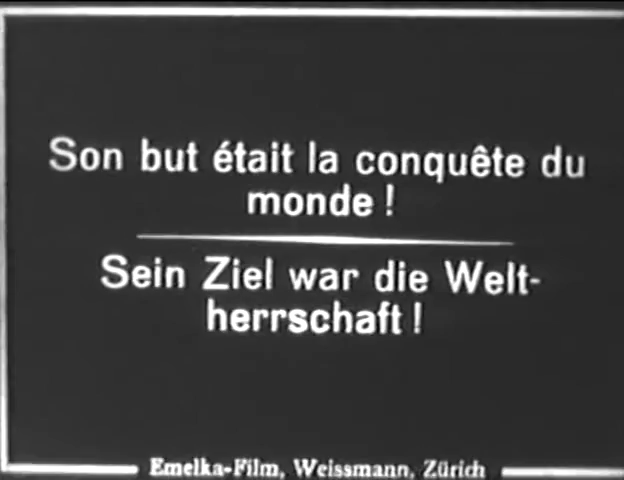 Son but était la conquête du
monde !
Sein Ziel war die Welt-
herrschaft !
Emelka-Film, Weissmann, Zürich